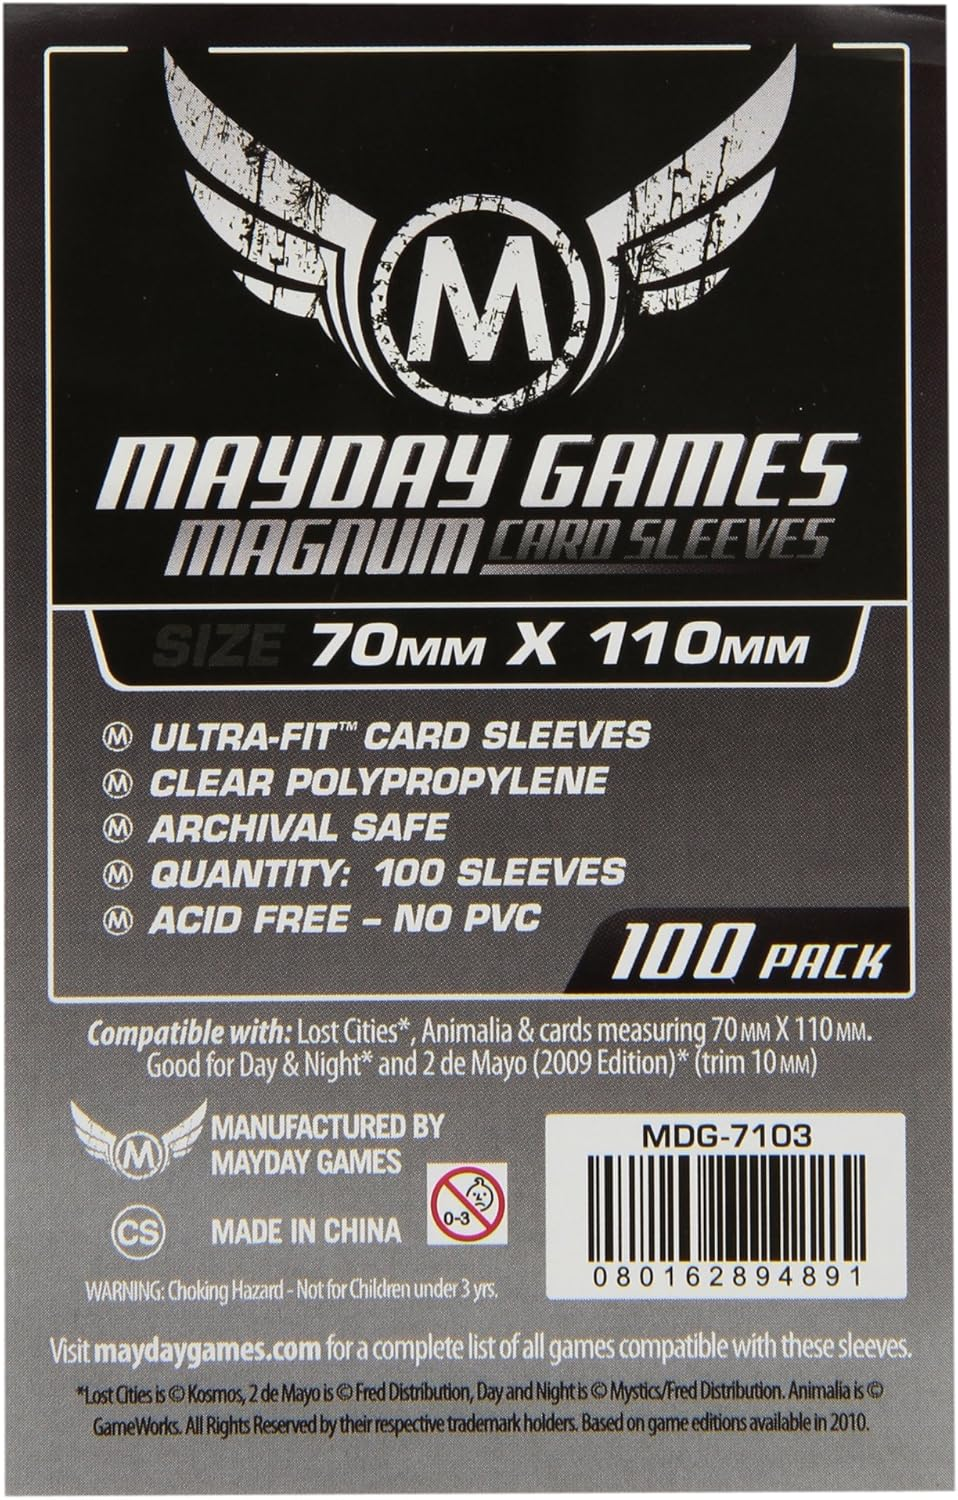 M
MAYDAY GAMES
MAGNUM CARD SLEEVES
SIZE 70MM X 110MM
M ULTRA-FIT™ CARD SLEEVES
M CLEAR POLYPROPYLENE
M ARCHIVAL SAFE
M QUANTITY: 100 SLEEVES
M ACID FREE – NO PVC
100 PACK
Compatible with: Lost Cities*, Animalia & cards measuring 70 MM X 110 MM.
Good for Day & Night* and 2 de Mayo (2009 Edition)* (trim 10 MM)
M
MANUFACTURED BY
MAYDAY GAMES
CS
MADE IN CHINA
0-3
WARNING: Choking Hazard - Not for Children under 3 yrs.
MDG-7103
080162894891
Visit maydaygames.com for a complete list of all games compatible with these sleeves.
*Lost Cities is © Kosmos, 2 de Mayo is © Fred Distribution, Day and Night is © Mystics/Fred Distribution. Animalia is ©
GameWorks. All Rights Reserved by their respective trademark holders. Based on game editions available in 2010.